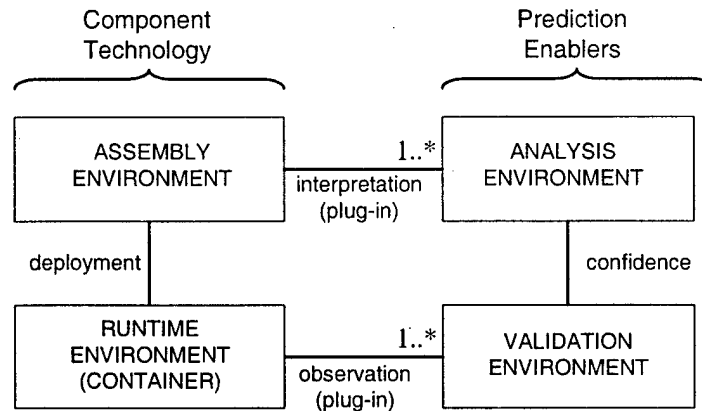 Component
Technology
Prediction
Enablers
ASSEMBLY
ENVIRONMENT
1..*
interpretation
(plug-in)
ANALYSIS
ENVIRONMENT
deployment
confidence
RUNTIME
ENVIRONMENT
(CONTAINER)
1..*
observation
(plug-in)
VALIDATION
ENVIRONMENT